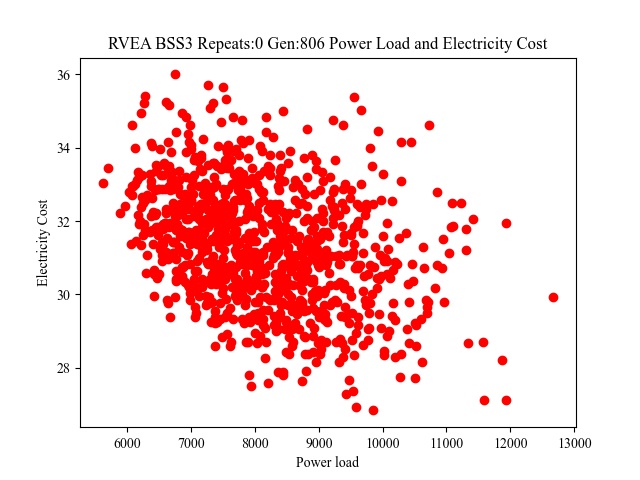 RVEA BSS3 Repeats:0 Gen:806 Power Load and Electricity Cost
36
34
32
30
28
Electricity Cost
6000 7000 8000 9000 10000 11000 12000 13000
Power load